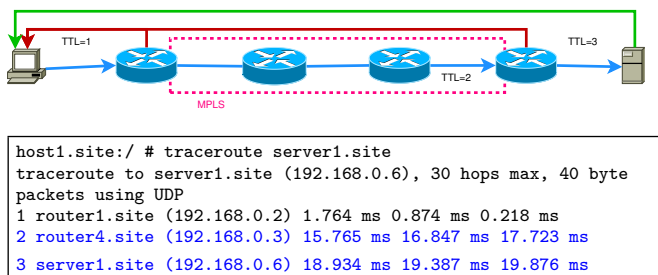 TTL=1
TTL=3
TTL=2
MPLS
host1.site:/ # traceroute server1.site
traceroute to server1.site (192.168.0.6), 30 hops max, 40 byte
packets using UDP
1 router1.site (192.168.0.2) 1.764 ms 0.874 ms 0.218 ms
2 router4.site (192.168.0.3) 15.765 ms 16.847 ms 17.723 ms
3 server1.site (192.168.0.6) 18.934 ms 19.387 ms 19.876 ms